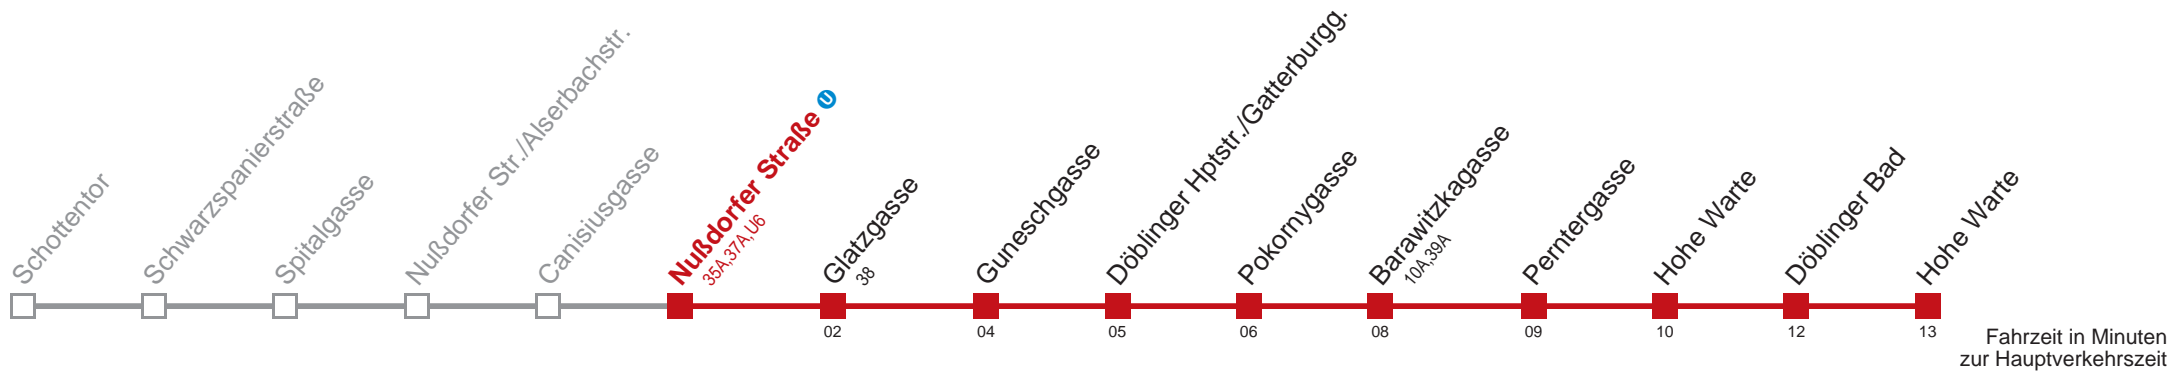 Schottentor
Schwarzspanierstraße
Spitalgasse
Nußdorfer Str./Alserbachstr.
Canisiusgasse
Nußdorfer Straße U
35A,37A,U6
Glatzgasse
38
Guneschgasse
Döblinger Hptstr./Gatterburgg.
Pokornygasse
Barawitzkagasse
10A,39A
Perntergasse
Hohe Warte
Döblinger Bad
Hohe Warte
02 04 05 06 08 09 10 12 13
Fahrzeit in Minuten
zur Hauptverkehrszeit